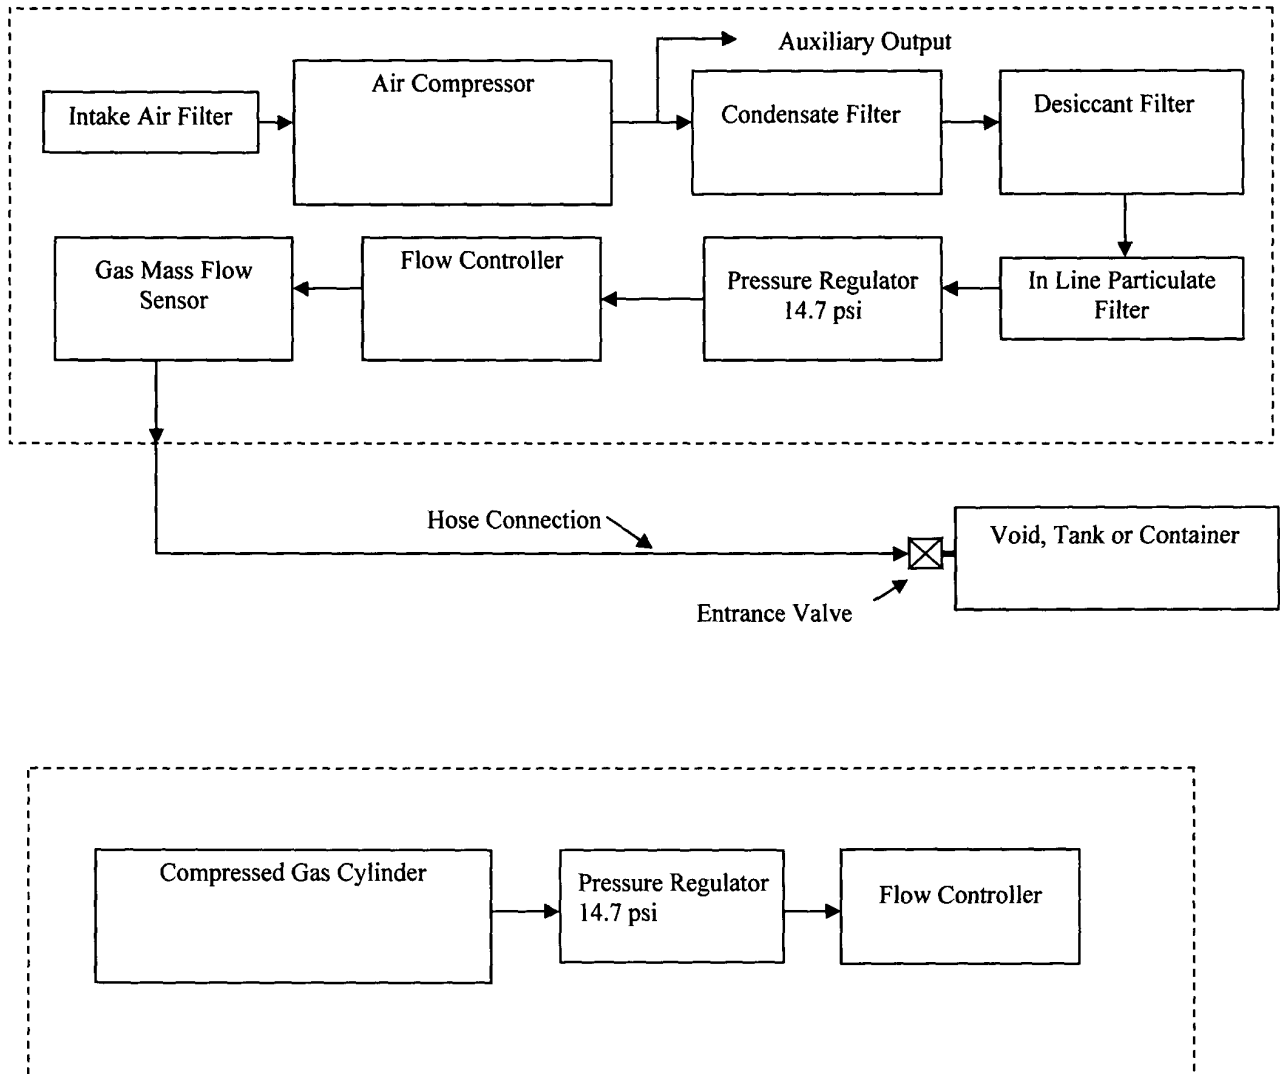 Auxiliary Output
Intake Air Filter
Air Compressor
Condensate Filter
Desiccant Filter
Gas Mass Flow
Sensor
Flow Controller
Pressure Regulator
14.7 psi
In Line Particulate
Filter
Hose Connection
Void, Tank or Container
Entrance Valve
Compressed Gas Cylinder
Pressure Regulator
14.7 psi
Flow Controller